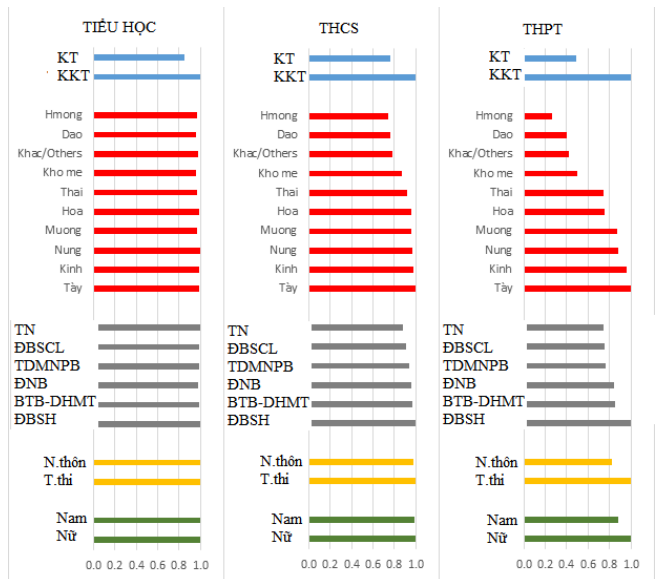 TIỂU HỌC
KT
KKT
Hmong
Dao
Khac/Others
Kho me
Thai
Hoa
Muong
Nung
Kinh
Tày
TN
ĐBSCL
TDMNPB
ĐNB
BTB-DHMT
ĐBSH
N.thôn
T.thi
Nam
Nữ
0.0 0.2 0.4 0.6 0.8 1.0
THCS
KT
KKT
Hmong
Dao
Khac/Others
Kho me
Thai
Hoa
Muong
Nung
Kinh
Tày
TN
ĐBSCL
TDMNPB
ĐNB
BTB-DHMT
ĐBSH
N.thôn
T.thi
Nam
Nữ
0.0 0.2 0.4 0.6 0.8 1.0
THPT
KT
KKT
Hmong
Dao
Khac/Others
Kho me
Thai
Hoa
Muong
Nung
Kinh
Tày
TN
ĐBSCL
TDMNPB
ĐNB
BTB-DHMT
ĐBSH
N.thôn
T.thi
Nam
Nữ
0.0 0.2 0.4 0.6 0.8 1.0